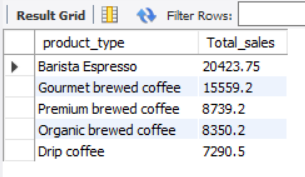 Result Grid Filter Rows:
product_type Total_sales
Barista Espresso 20423.75
Gourmet brewed coffee 15559.2
Premium brewed coffee 8739.2
Organic brewed coffee 8350.2
Drip coffee 7290.5